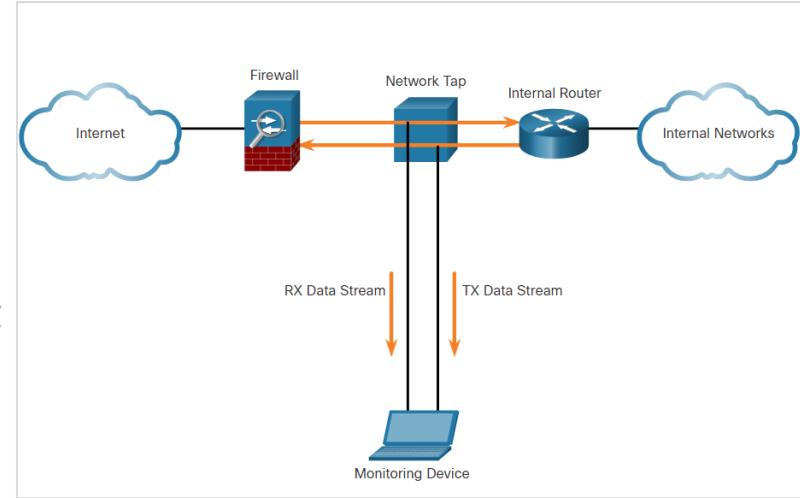 Firewall
Network Tap
Internal Router
Internet
Internal Networks
RX Data Stream
TX Data Stream
Monitoring Device